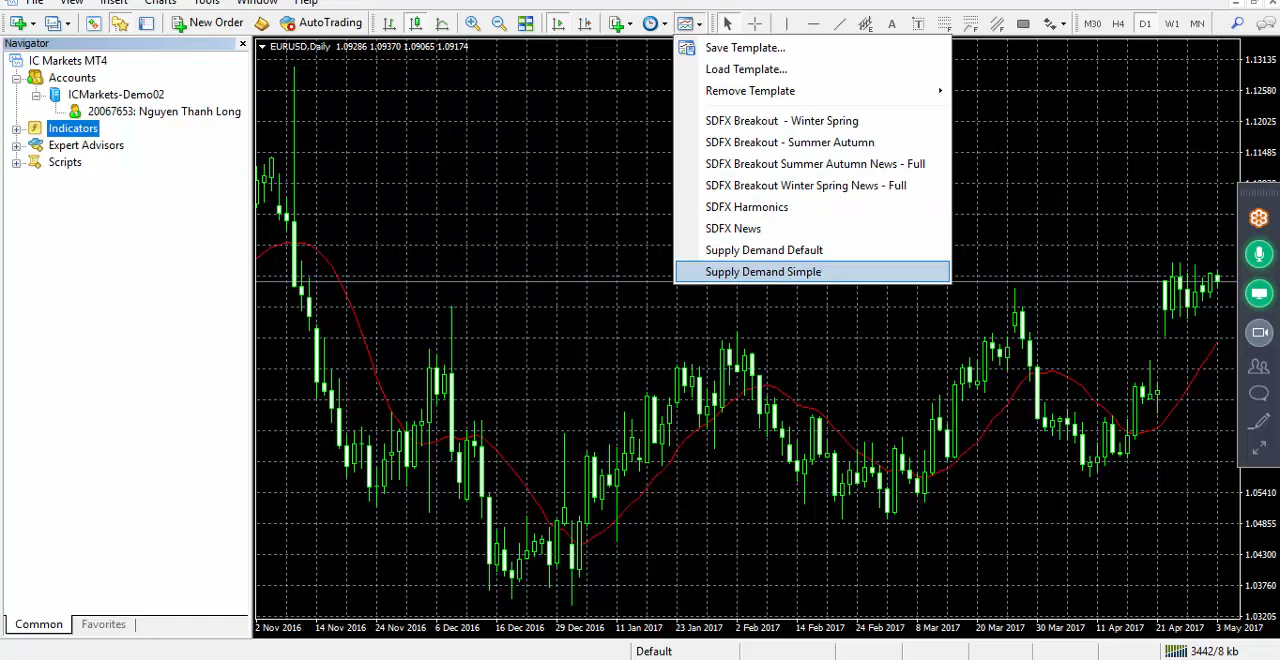 File View Insert Charts Tools Window Help
New Order AutoTrading A T F F M30 H4 D1 W1 MN
Navigator
IC Markets MT4
Accounts
ICMarkets-Demo02
20067653: Nguyen Thanh Long
Indicators
Expert Advisors
Scripts
Common Favorites
EURUSD,Daily 1.09286 1.09370 1.09065 1.09174
Save Template...
Load Template...
Remove Template
SDFX Breakout - Winter Spring
SDFX Breakout - Summer Autumn
SDFX Breakout Summer Autumn News - Full
SDFX Breakout Winter Spring News - Full
SDFX Harmonics
SDFX News
Supply Demand Default
Supply Demand Simple
1.13135
1.12580
1.12025
1.11485
1.05410
1.04855
1.04300
1.03760
1.03205
2 Nov 2016 14 Nov 2016 24 Nov 2016 6 Dec 2016 16 Dec 2016 29 Dec 2016 11 Jan 2017 23 Jan 2017 2 Feb 2017 14 Feb 2017 24 Feb 2017 8 Mar 2017 20 Mar 2017 30 Mar 2017 11 Apr 2017 21 Apr 2017 3 May 2017
Default
3442/8 kb